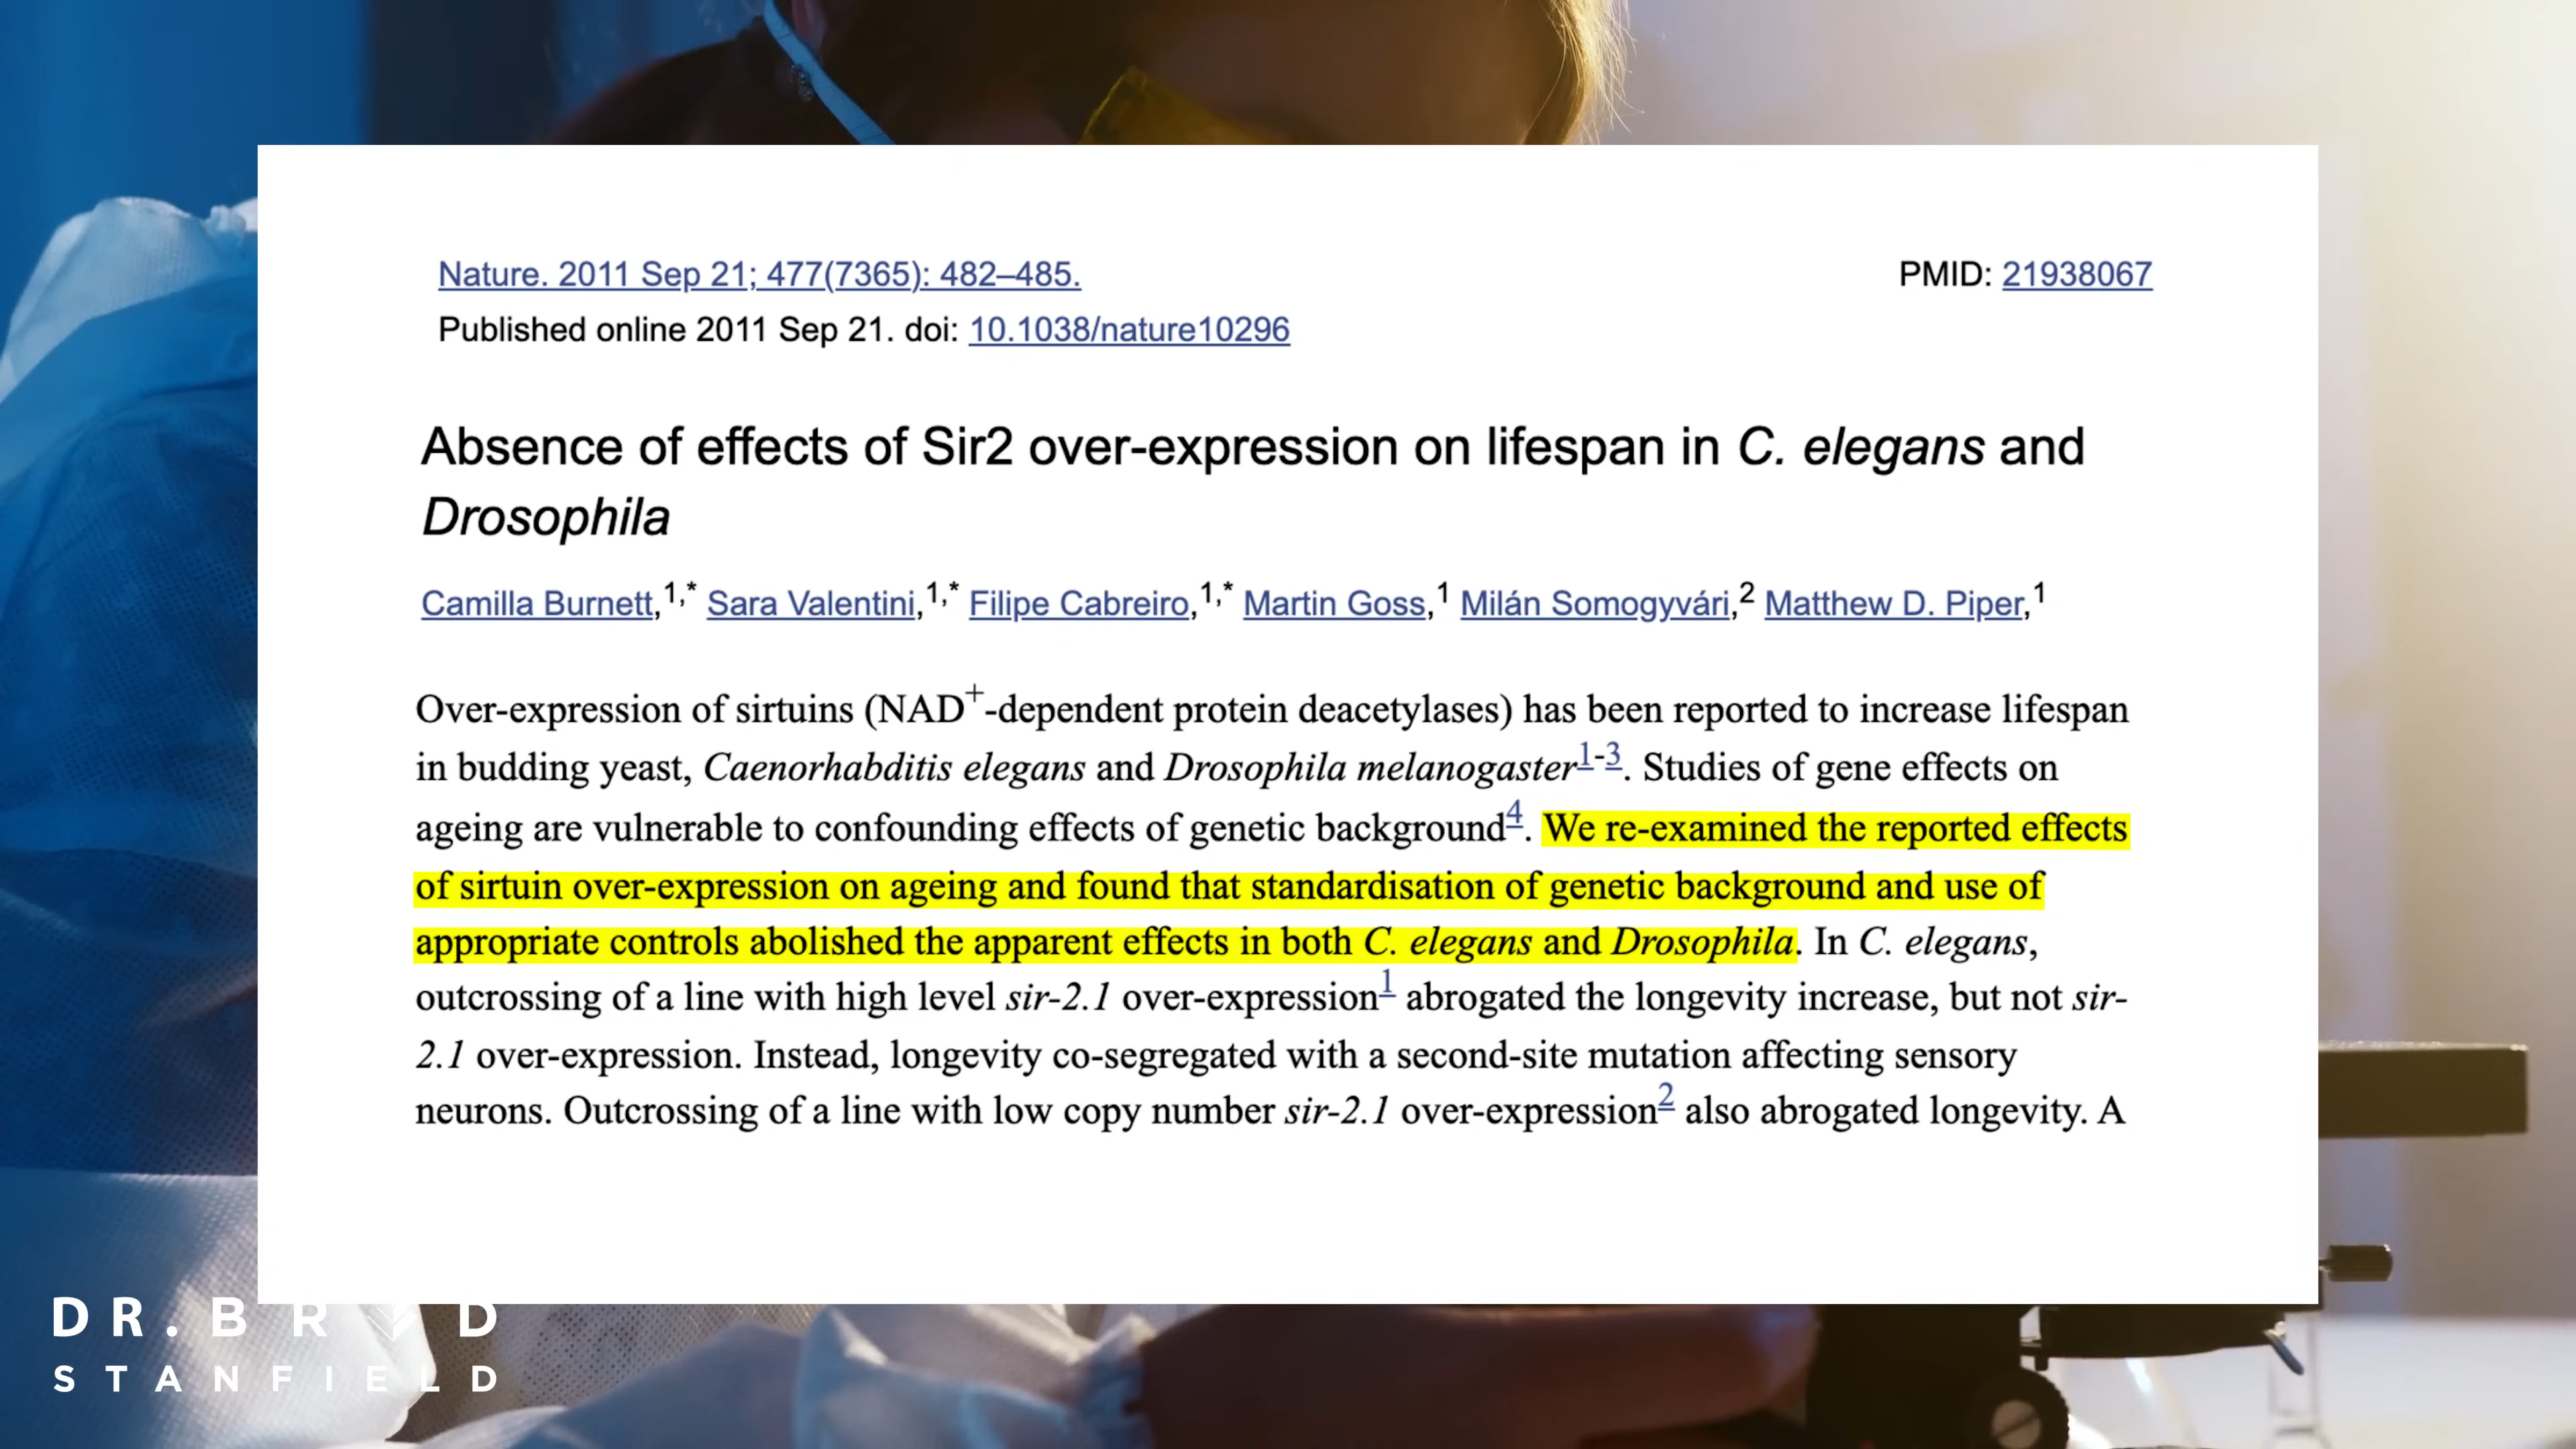 Nature. 2011 Sep 21; 477(7365): 482–485.
PMID: 21938067
Published online 2011 Sep 21. doi: 10.1038/nature10296
Absence of effects of Sir2 over-expression on lifespan in C. elegans and
Drosophila
Camilla Burnett,1,* Sara Valentini,1,* Filipe Cabreiro,1,* Martin Goss,1 Milán Somogyvári,2 Matthew D. Piper,1
Over-expression of sirtuins (NAD+-dependent protein deacetylases) has been reported to increase lifespan
in budding yeast, Caenorhabditis elegans and Drosophila melanogaster1-3. Studies of gene effects on
ageing are vulnerable to confounding effects of genetic background4. We re-examined the reported effects
of sirtuin over-expression on ageing and found that standardisation of genetic background and use of
appropriate controls abolished the apparent effects in both C. elegans and Drosophila. In C. elegans,
outcrossing of a line with high level sir-2.1 over-expression1 abrogated the longevity increase, but not sir-
2.1 over-expression. Instead, longevity co-segregated with a second-site mutation affecting sensory
neurons. Outcrossing of a line with low copy number sir-2.1 over-expression2 also abrogated longevity. A
DR. BRAD
STANFIELD